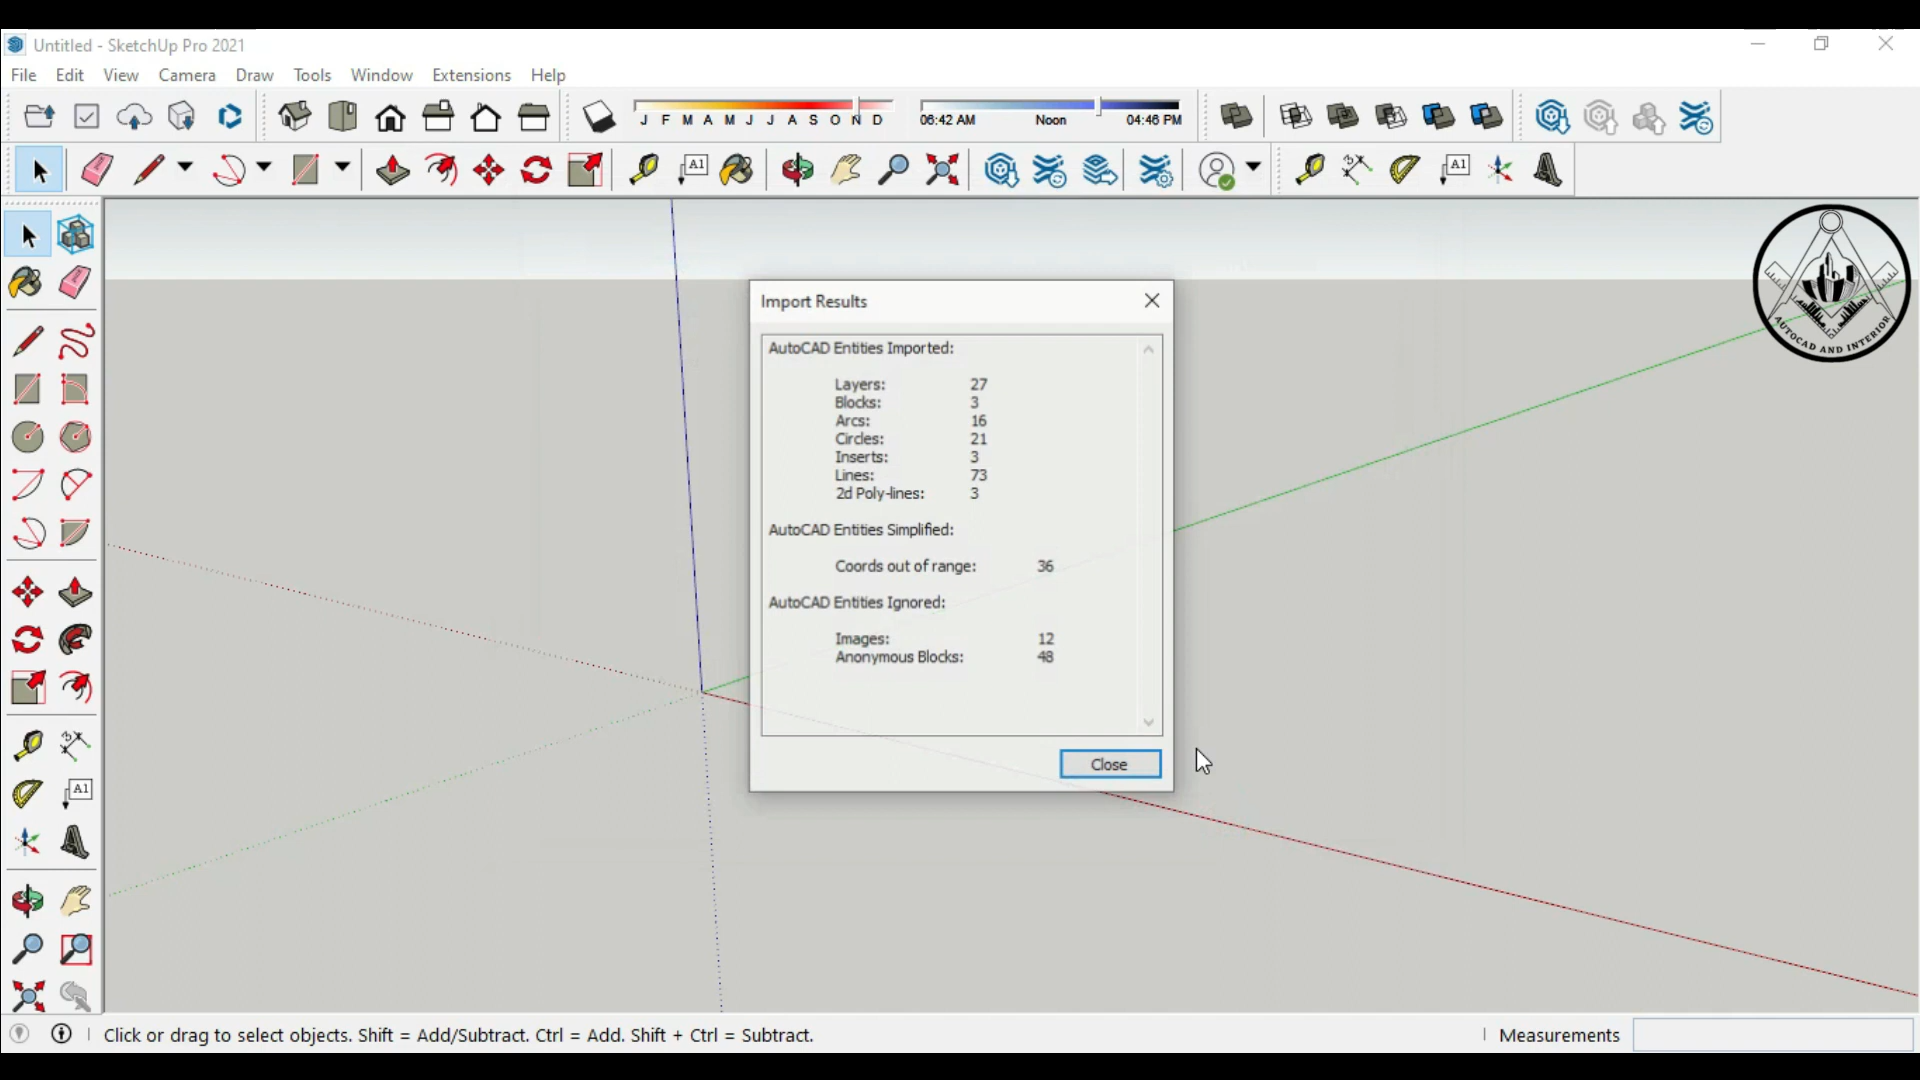 Untitled - SketchUp Pro 2021
File Edit View Camera Draw Tools Window Extensions Help
J F M A M J J A S O N D
06:42 AM Noon 04:46 PM
A1
A1
AUTOCAD AND INTERIOR
Import Results
AutoCAD Entities Imported:
Layers: 27
Blocks: 3
Arcs: 16
Circles: 21
Inserts: 3
Lines: 73
2d Poly-lines: 3
AutoCAD Entities Simplified:
Coords out of range: 36
AutoCAD Entities Ignored:
Images: 12
Anonymous Blocks: 48
Close
A1
Click or drag to select objects. Shift = Add/Subtract. Ctrl = Add. Shift + Ctrl = Subtract.
Measurements